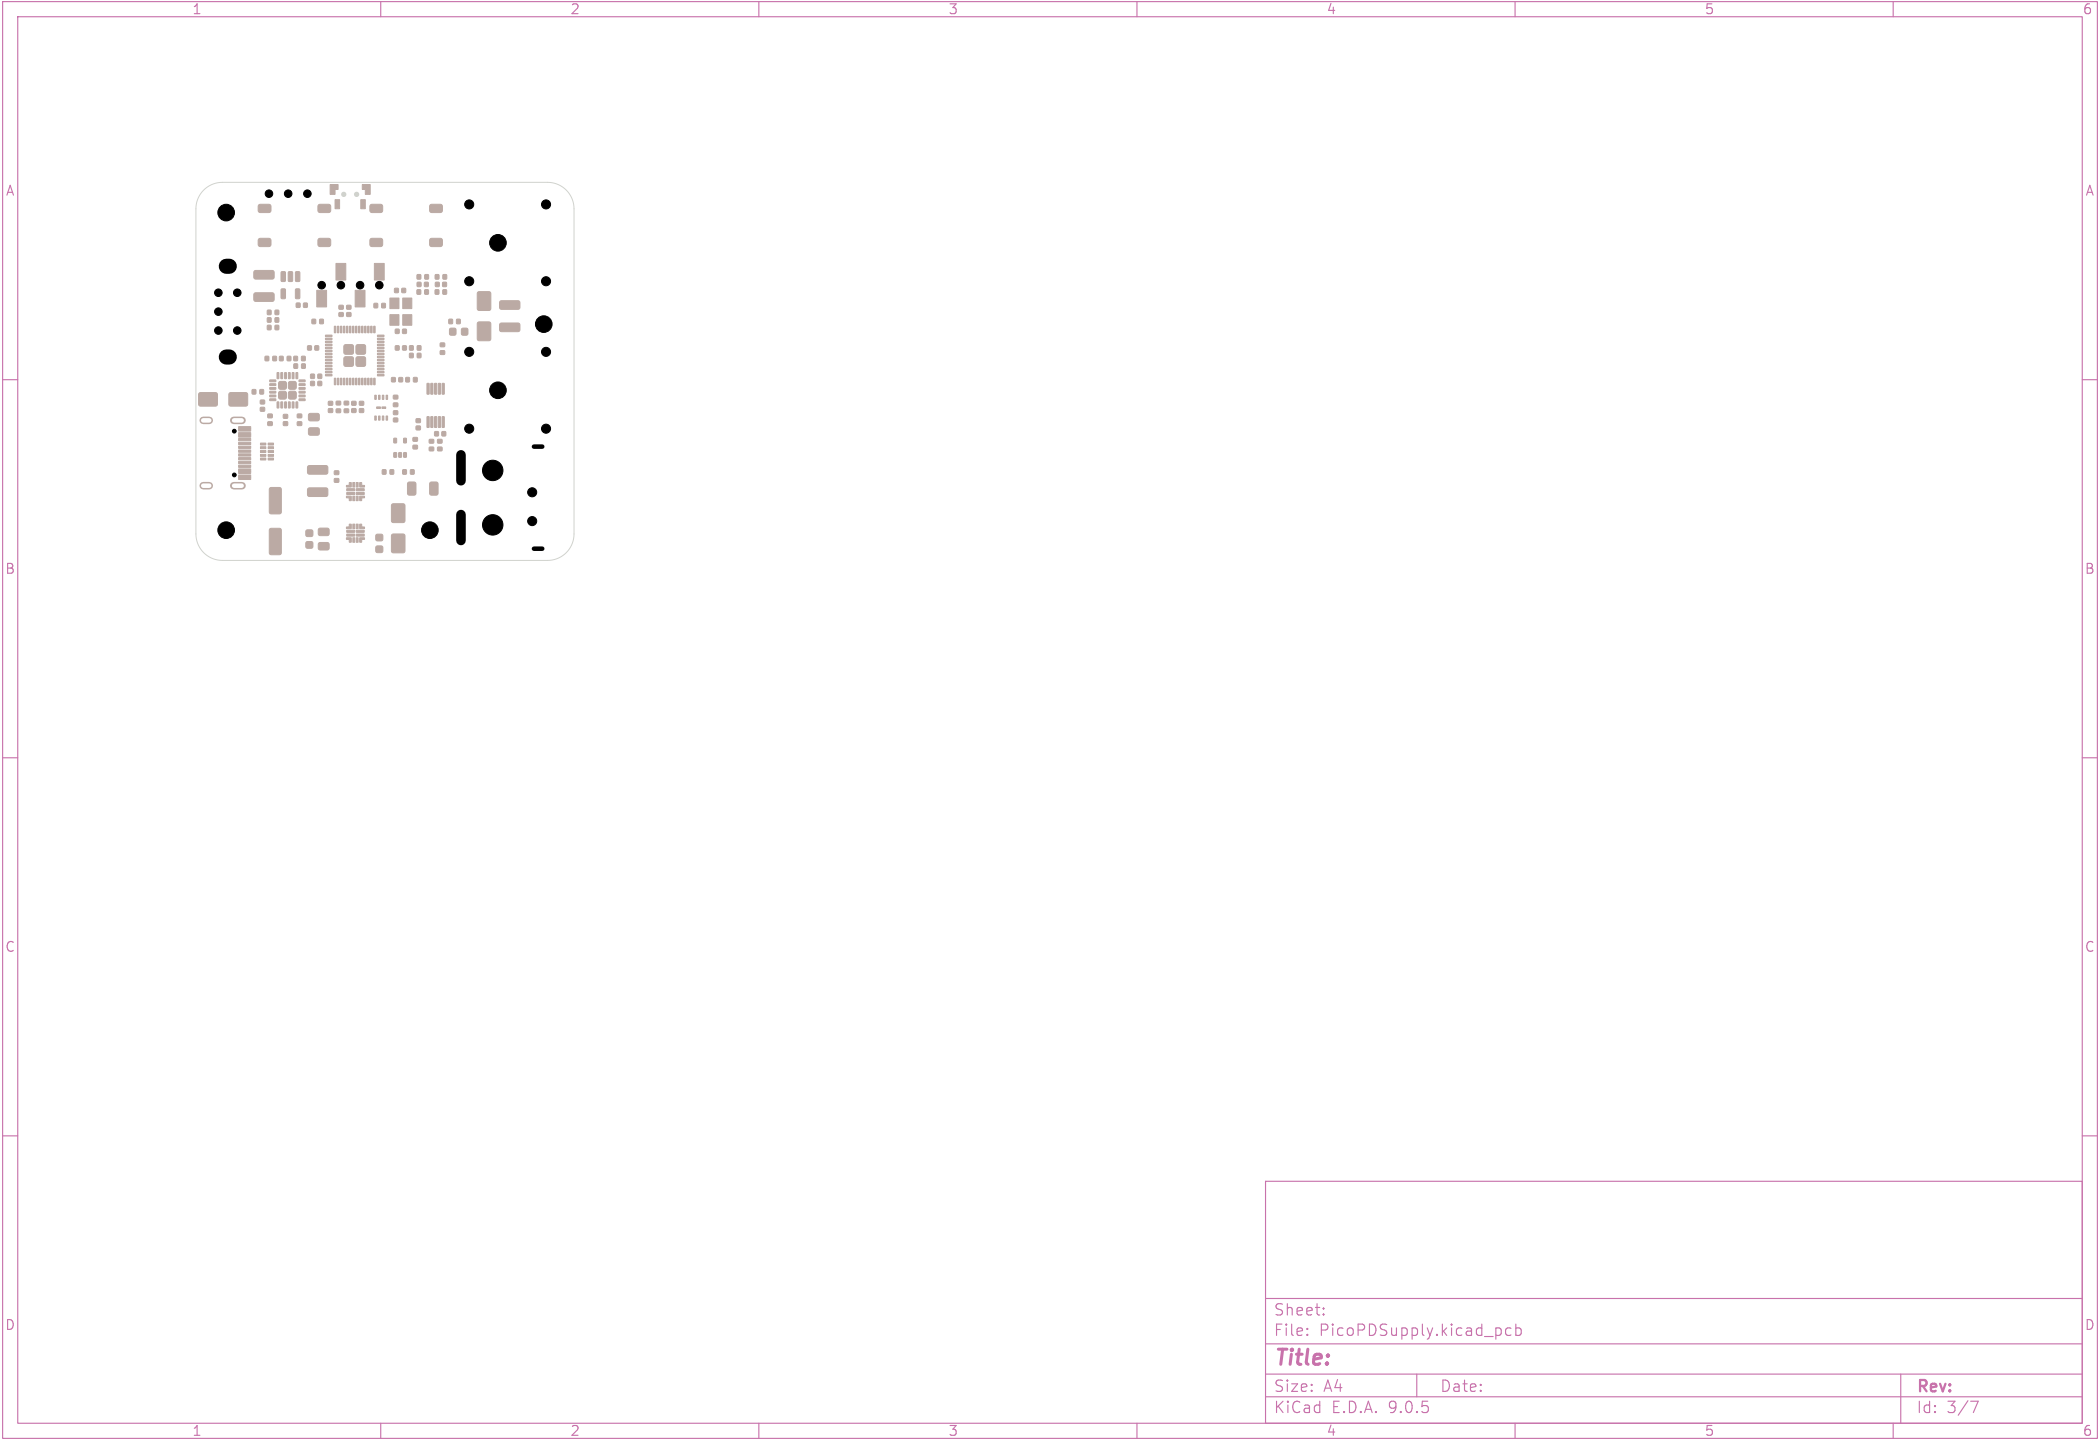 1 2 3 4 5 6
A A
B B
C C
D D
Sheet:
File: PicoPDSupply.kicad_pcb
Title:
Size: A4 Date: Rev:
KiCad E.D.A. 9.0.5 Id: 3/7
1 2 3 4 5 6